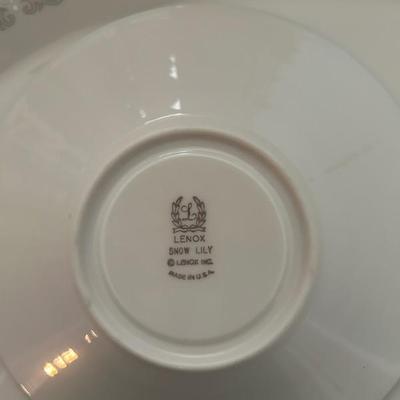 L
LENOX
SNOW LILY
© LENOX INC.
MADE IN U.S.A.